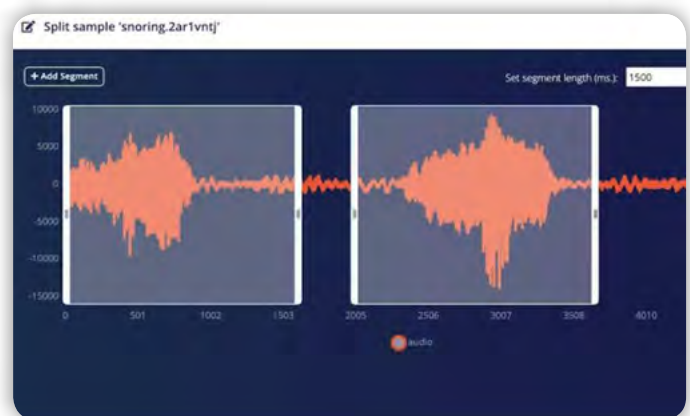 Split sample 'snoring.2ar1vntj'
+ Add Segment
Set segment length (ms.): 1500
10000
5000
0
-5000
-10000
-15000
0 501 1002 1503 2005 2506 3007 3508 4010
audio